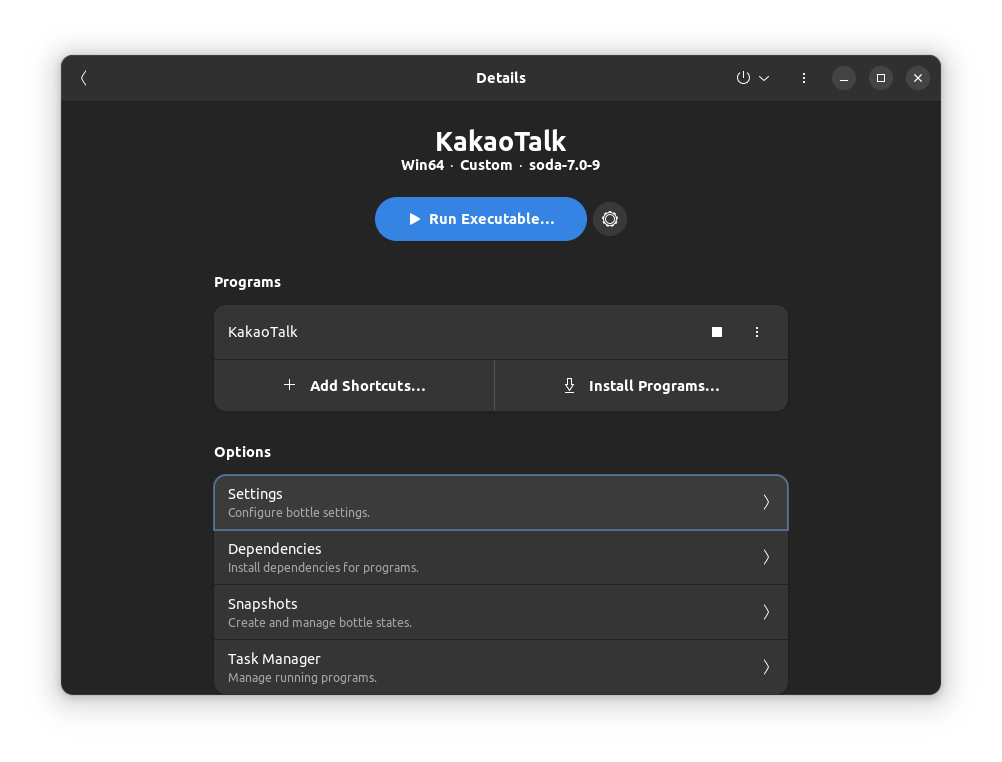 Details
KakaoTalk
Win64 · Custom · soda-7.0-9
Run Executable…
Programs
KakaoTalk
Add Shortcuts…
Install Programs…
Options
Settings
Configure bottle settings.
Dependencies
Install dependencies for programs.
Snapshots
Create and manage bottle states.
Task Manager
Manage running programs.